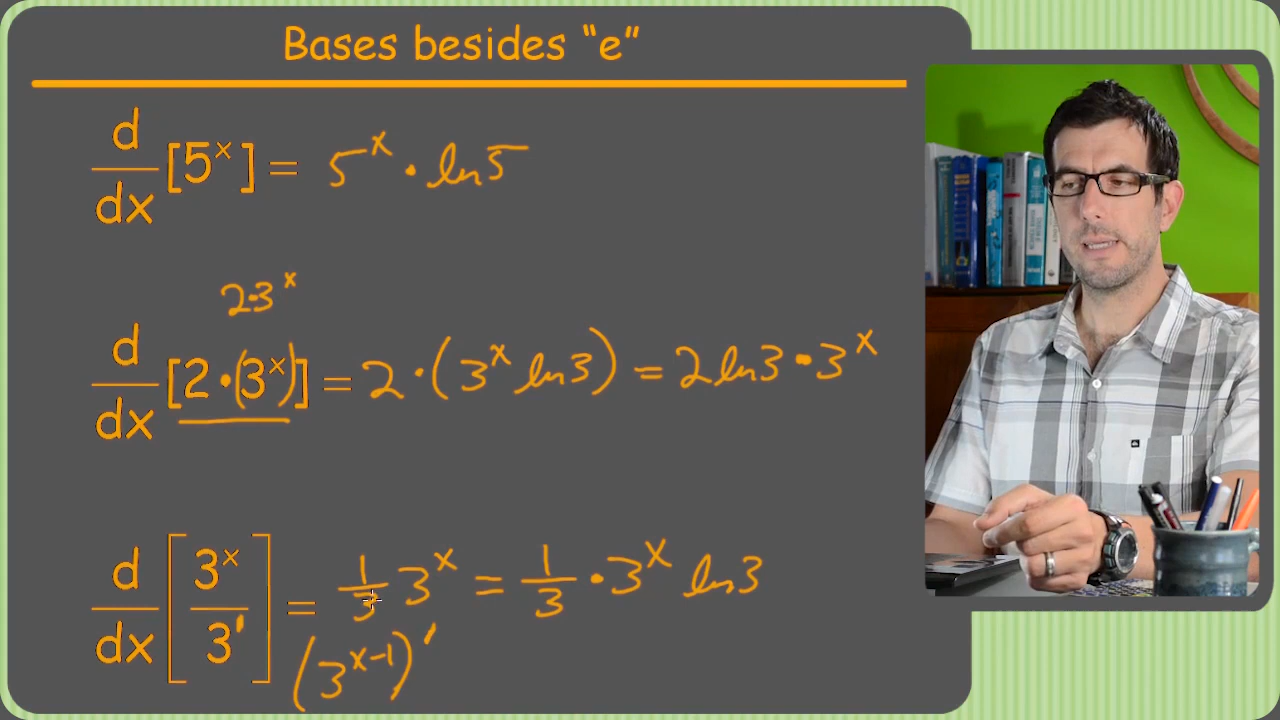 Bases besides “e”
d/dx [5^x] = 5^x · ln5
2·3^x
d/dx [2·(3^x)] = 2·(3^x ln3) = 2ln3·3^x
d/dx [3^x/3^1] = 1/3 3^x = 1/3 · 3^x ln3
(3^(x-1))'